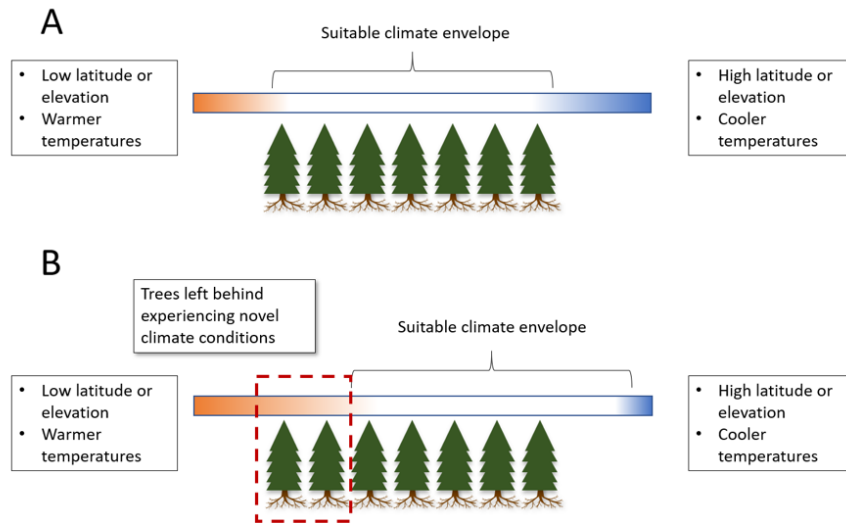 A
Suitable climate envelope
• Low latitude or
elevation
• Warmer
temperatures
• High latitude or
elevation
• Cooler
temperatures
B
Trees left behind
experiencing novel
climate conditions
Suitable climate envelope
• Low latitude or
elevation
• Warmer
temperatures
• High latitude or
elevation
• Cooler
temperatures